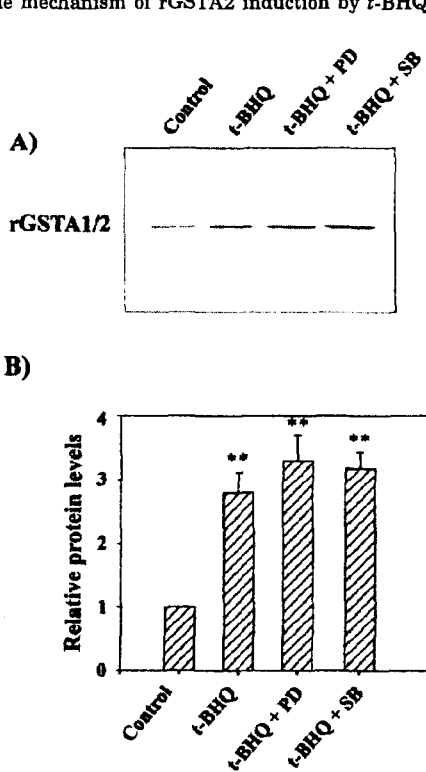 mechanism of rGSTA2 induction by t-BHQ
Control
t-BHQ
t-BHQ + PD
t-BHQ + SB
A)
rGSTA1/2
B)
Relative protein levels
4
3
2
1
0
**
**
**
Control
t-BHQ
t-BHQ + PD
t-BHQ + SB